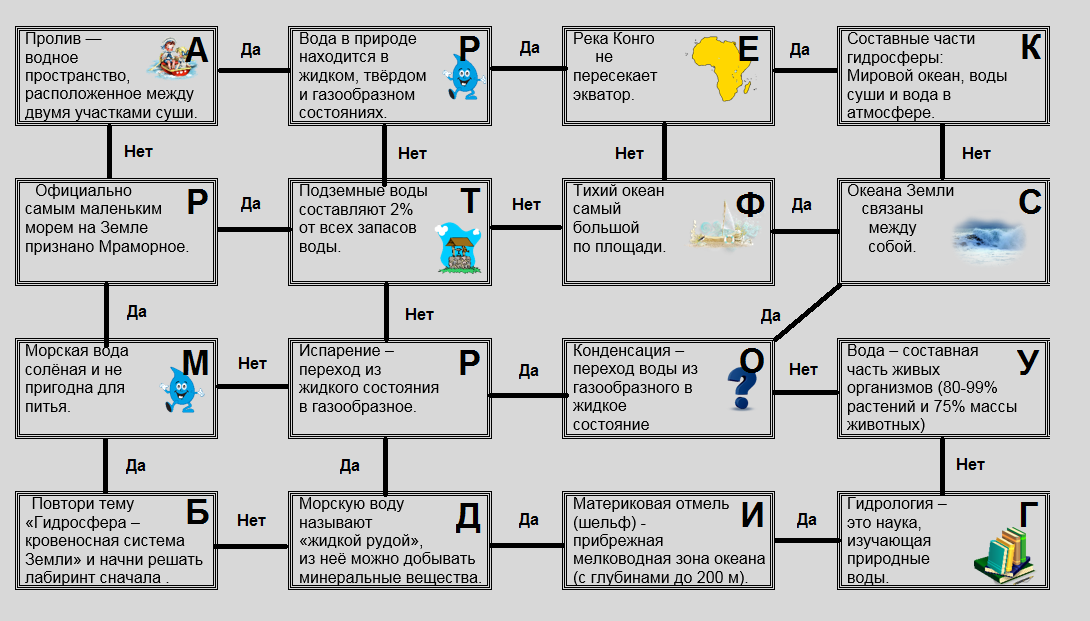 Пролив —
водное
пространство,
расположенное между
двумя участками суши.
А
Да
Вода в природе
находится в
жидком, твёрдом
и газообразном
состояниях.
Р
Да
Река Конго
не
пересекает
экватор.
Е
Да
Составные части
гидросферы:
Мировой океан, воды
суши и вода в
атмосфере.
К
Нет
Нет
Нет
Нет
Официально
самым маленьким
морем на Земле
признано Мраморное.
Р
Да
Подземные воды
составляют 2%
от всех запасов
воды.
Т
Нет
Тихий океан
самый
большой
по площади.
Ф
Да
Океана Земли
связаны
между
собой.
С
Да
Нет
Да
Морская вода
солёная и не
пригодна для
питья.
М
Нет
Испарение –
переход из
жидкого состояния
в газообразное.
Р
Да
Конденсация –
переход воды из
газообразного в
жидкое
состояние
О
Нет
Вода – составная
часть живых
организмов (80-99%
растений и 75% массы
животных)
У
Да
Да
Нет
Повтори тему
«Гидросфера –
кровеносная система
Земли» и начни решать
лабиринт сначала .
Б
Нет
Морскую воду
называют
«жидкой рудой»,
из неё можно добывать
минеральные вещества.
Д
Да
Материковая отмель
(шельф) -
прибрежная
мелководная зона океана
(с глубинами до 200 м).
И
Да
Гидрология –
это наука,
изучающая
природные
воды.
Г